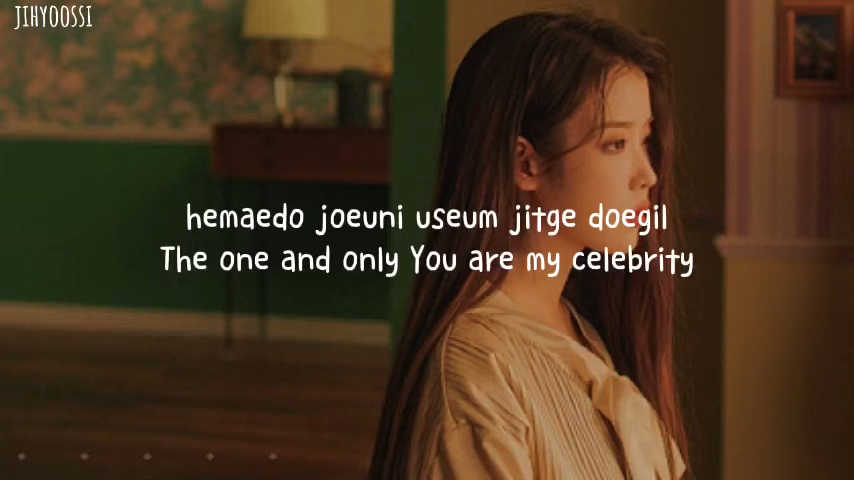 JIHYOOSSI
hemaedo joeuni useum jitge doegil
The one and only You are my celebrity